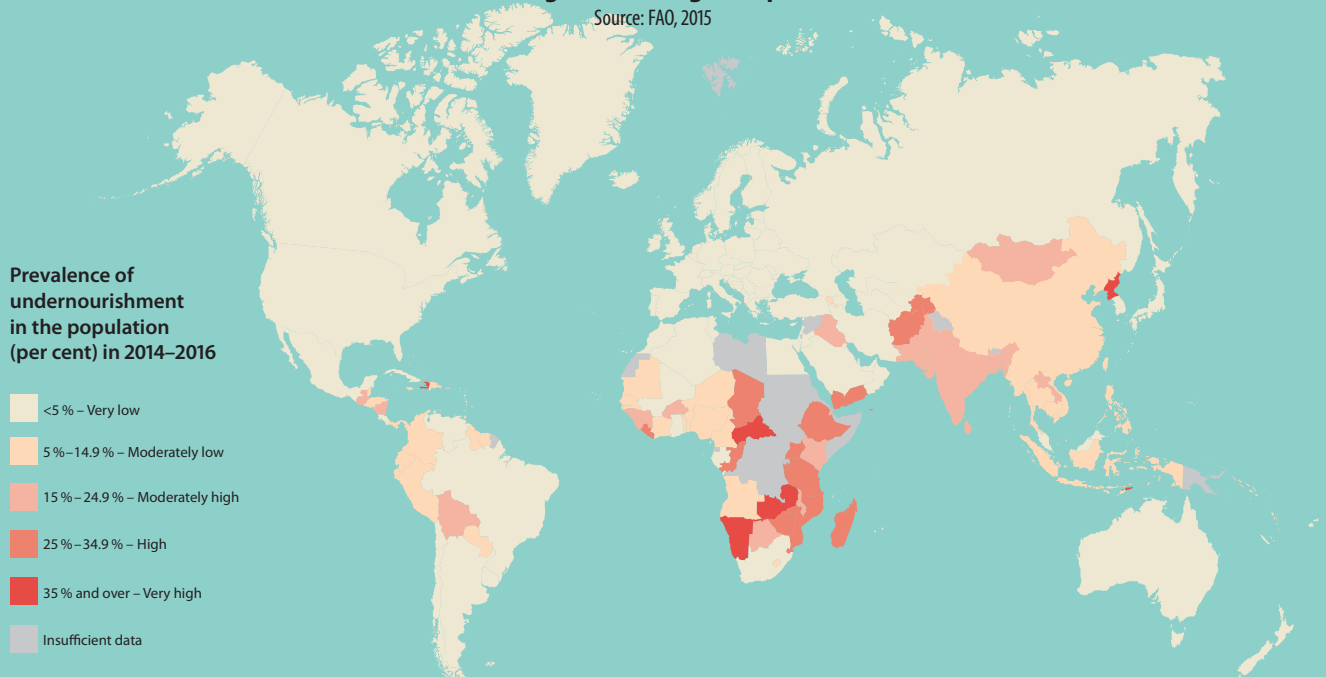 Source: FAO, 2015
Prevalence of
undernourishment
in the population
(per cent) in 2014–2016
<5 % – Very low
5 %–14.9 % – Moderately low
15 % – 24.9 % – Moderately high
25 % – 34.9 % – High
35 % and over – Very high
Insufficient data